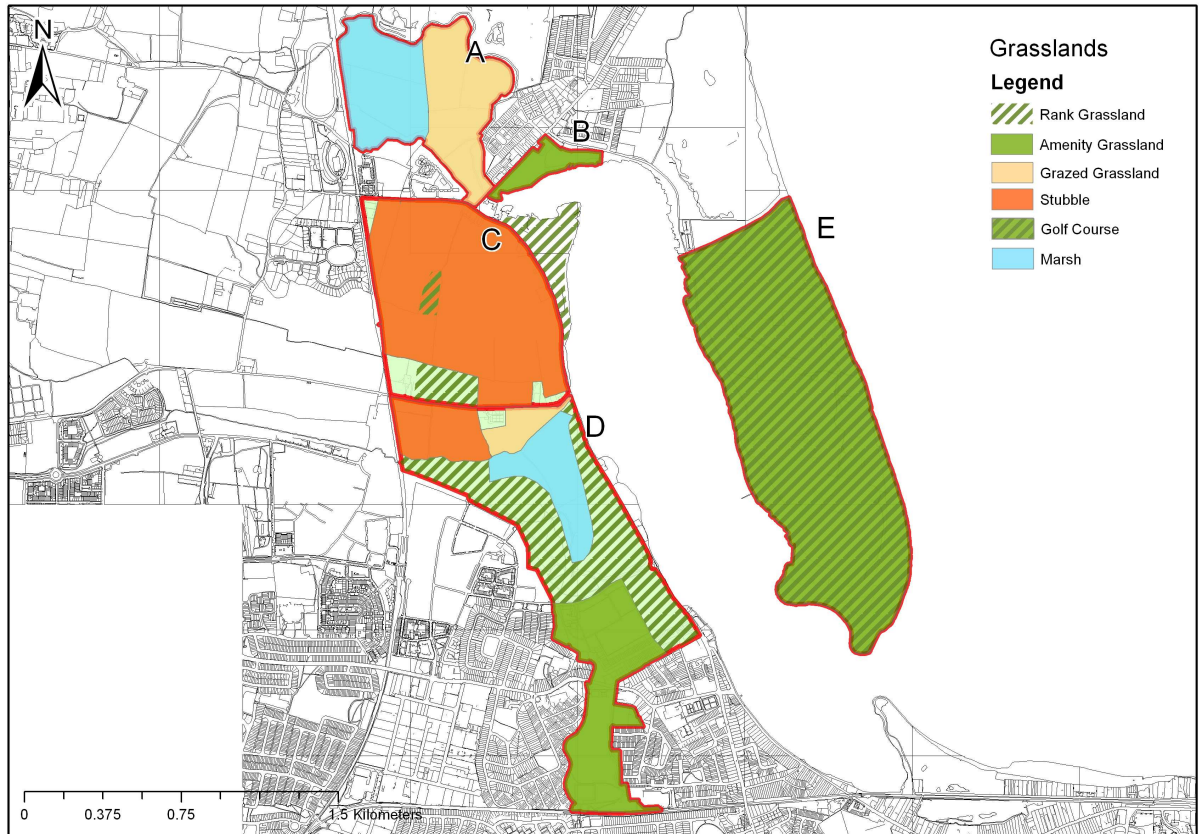 N
A
B
C
D
E
Grasslands
Legend
Rank Grassland
Amenity Grassland
Grazed Grassland
Stubble
Golf Course
Marsh
0 0.375 0.75 1.5 Kilometers